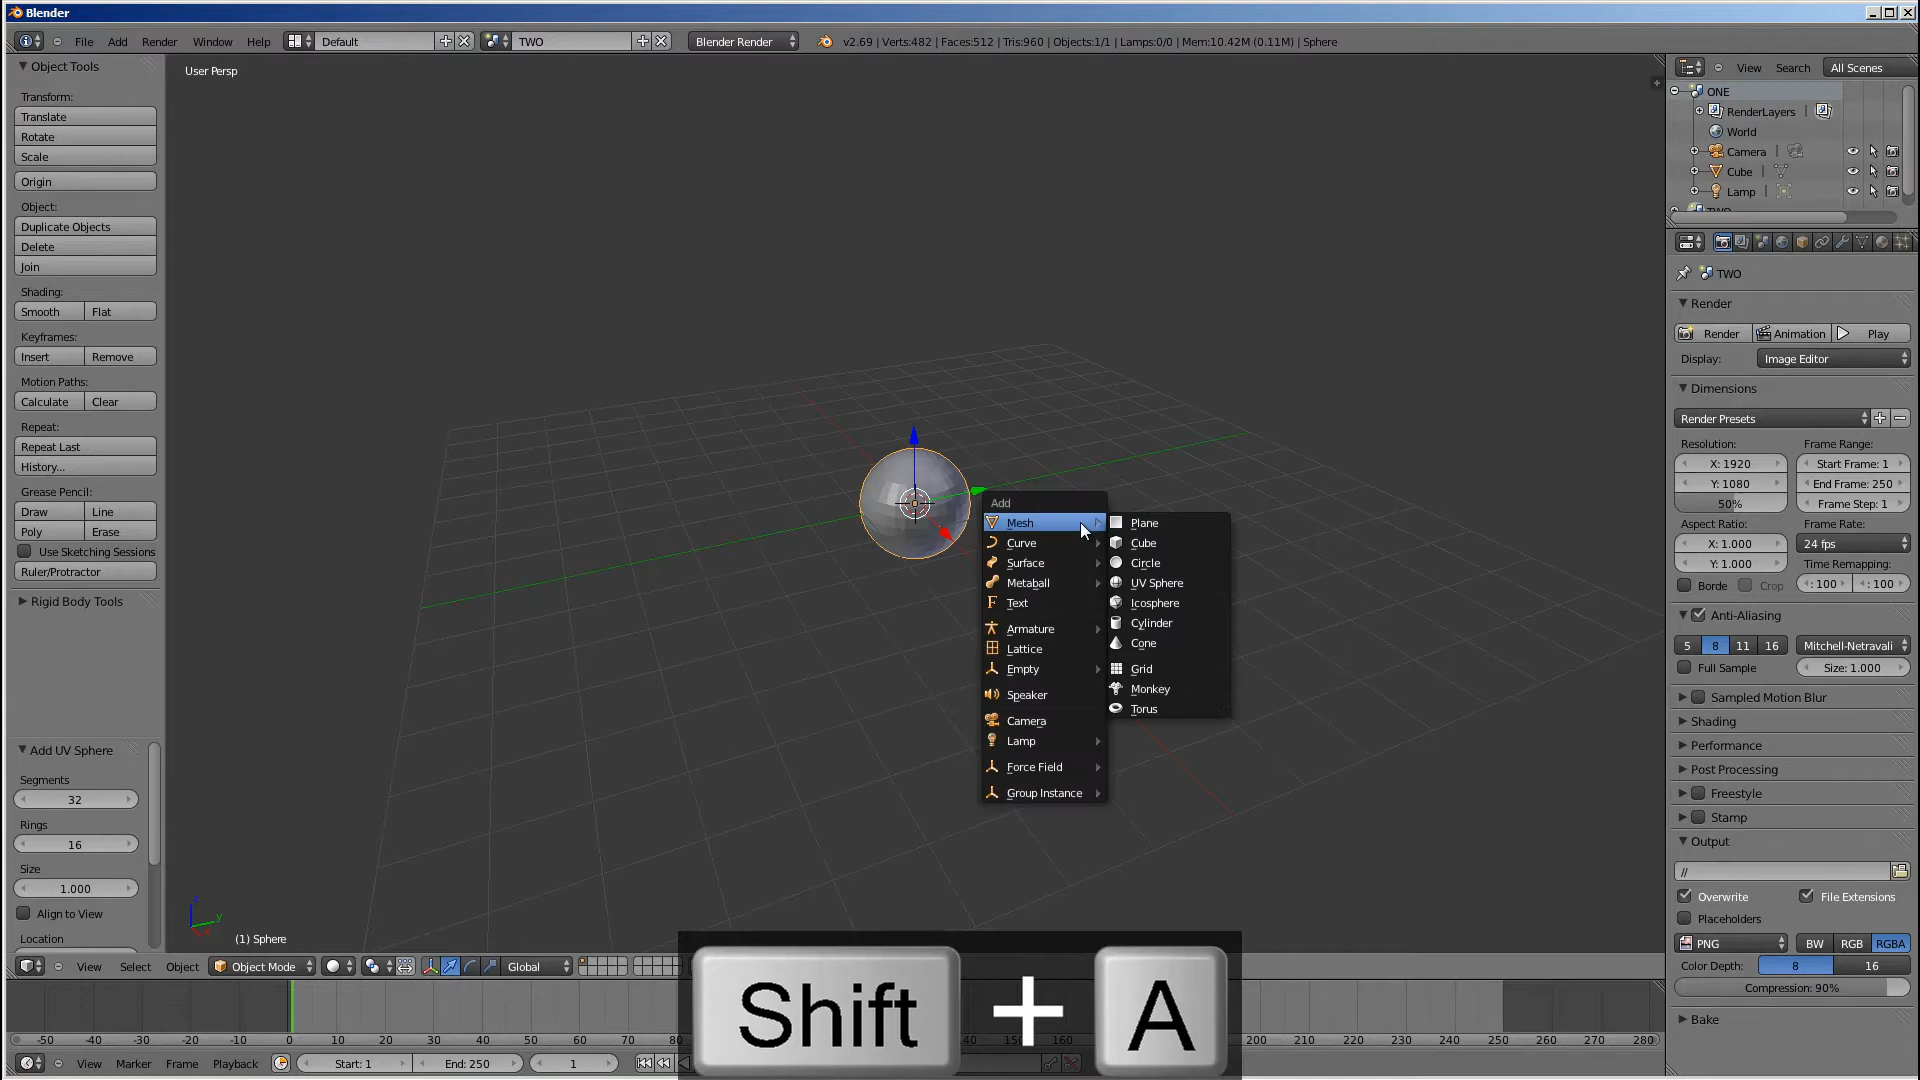 Blender
File Add Render Window Help Default TWO Blender Render v2.69 | Verts:482 | Faces:512 | Tris:960 | Objects:1/1 | Lamps:0/0 | Mem:10.42M (0.11M) | Sphere
Object Tools
Transform:
Translate
Rotate
Scale
Origin
Object:
Duplicate Objects
Delete
Join
Shading:
Smooth Flat
Keyframes:
Insert Remove
Motion Paths:
Calculate Clear
Repeat:
Repeat Last
History...
Grease Pencil:
Draw Line
Poly Erase
Use Sketching Sessions
Ruler/Protractor
Rigid Body Tools
Add UV Sphere
Segments
32
Rings
16
Size
1.000
Align to View
Location
User Persp
(1) Sphere
Add
Mesh
Curve
Surface
Metaball
Text
Armature
Lattice
Empty
Speaker
Camera
Lamp
Force Field
Group Instance
Plane
Cube
Circle
UV Sphere
Icosphere
Cylinder
Cone
Grid
Monkey
Torus
View Search All Scenes
ONE
RenderLayers
World
Camera
Cube
Lamp
TWO
Render
Render Animation Play
Display: Image Editor
Dimensions
Render Presets
Resolution: Frame Range:
X: 1920 Start Frame: 1
Y: 1080 End Frame: 250
50% Frame Step: 1
Aspect Ratio: Frame Rate:
X: 1.000 24 fps
Y: 1.000 Time Remapping:
Borde Crop : 100 : 100
Anti-Aliasing
5 8 11 16 Mitchell-Netravali
Full Sample Size: 1.000
Sampled Motion Blur
Shading
Performance
Post Processing
Freestyle
Stamp
Output
//
Overwrite File Extensions
Placeholders
PNG BW RGB RGBA
Color Depth: 8 16
Compression: 90%
Bake
View Select Object Object Mode Global
Shift + A
-50 -40 -30 -20 -10 0 10 20 30 40 50 60 70 80 160 200 210 220 230 240 250 260 270 280
View Marker Frame Playback Start: 1 End: 250 1